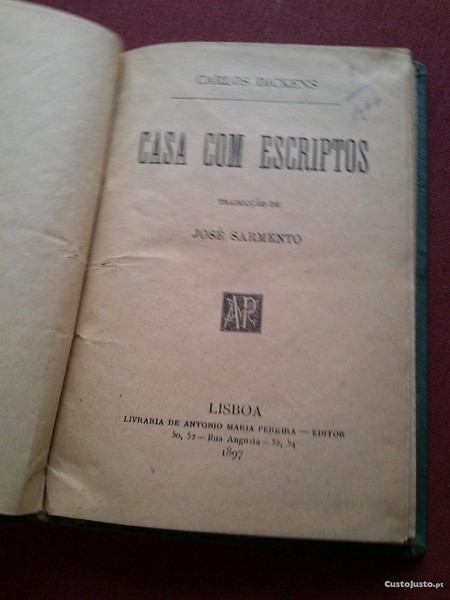 CARLOS DICKENS
CASA COM ESCRIPTOS
TRADUCÇÃO DE
JOSÉ SARMENTO
AMP
LISBOA
LIVRARIA DE ANTONIO MARIA PEREIRA — EDITOR
50, 52 — Rua Augusta — 52, 54
1897
CustoJusto.pt